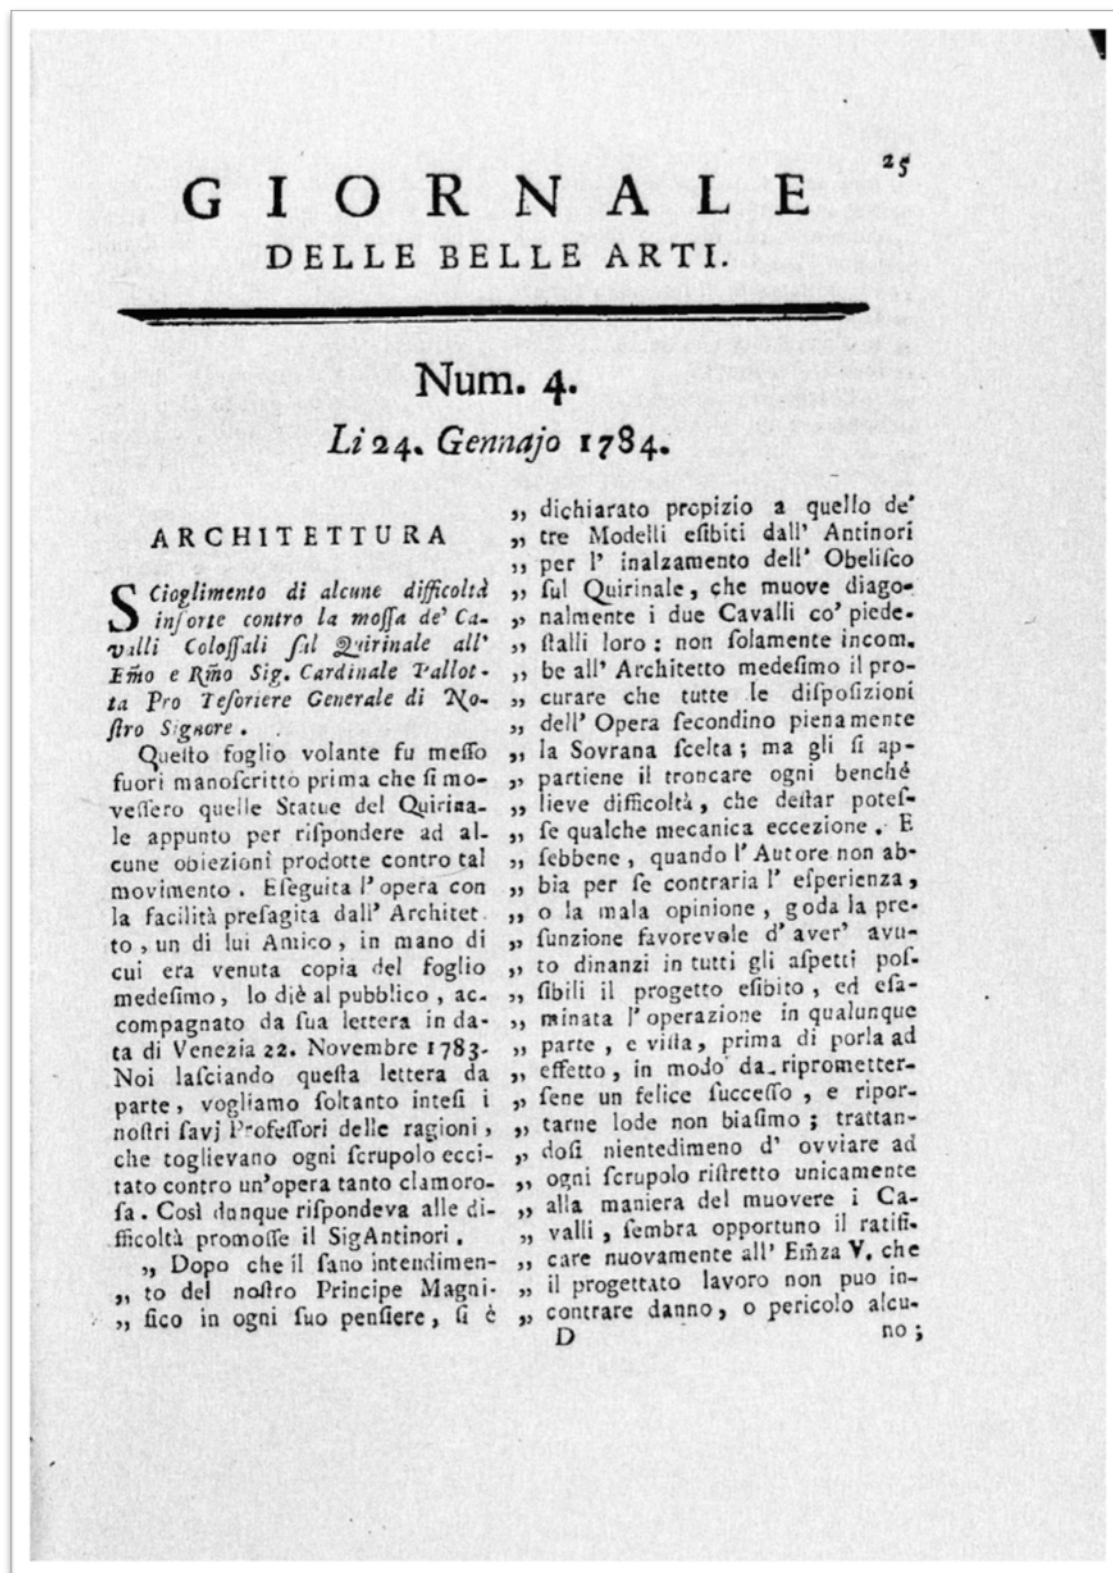 25
GIORNALE
DELLE BELLE ARTI.
Num. 4.
Li 24. Gennajo 1784.
ARCHITETTURA
SCioglimento di alcune difficoltà
inſorte contro la moſſa de' Ca-
valli Coloſſali ſul Quirinale all'
Em̃o e Rm̃o Sig. Cardinale Pallot-
ta Pro Teſoriere Generale di No-
ſtro Signore.
Queſto foglio volante fu meſſo
fuori manoſcritto prima che ſi mo-
veſſero quelle Statue del Quirina-
le appunto per riſpondere ad al-
cune obiezioni prodotte contro tal
movimento. Eſeguita l'opera con
la facilità preſagita dall' Architet
to, un di lui Amico, in mano di
cui era venuta copia del foglio
medeſimo, lo diè al pubblico, ac-
compagnato da ſua lettera in da-
ta di Venezia 22. Novembre 1783.
Noi laſciando queſta lettera da
parte, vogliamo ſoltanto inteſi i
noſtri ſavj Profeſſori delle ragioni,
che toglievano ogni ſcrupolo ecci-
tato contro un'opera tanto clamoro-
ſa. Così dunque riſpondeva alle di-
fficoltà promoſſe il SigAntinori.
„ Dopo che il ſano intendimen-
„ to del noſtro Principe Magni-
„ fico in ogni ſuo penſiere, ſi è
„ dichiarato propizio a quello de'
„ tre Modelli eſibiti dall' Antinori
„ per l' inalzamento dell' Obeliſco
„ ſul Quirinale, che muove diago-
„ nalmente i due Cavalli co' piede-
„ ſtalli loro: non ſolamente incom.
„ be all' Architetto medeſimo il pro-
„ curare che tutte le diſpoſizioni
„ dell' Opera ſecondino pienamente
„ la Sovrana ſcelta; ma gli ſi ap-
„ partiene il troncare ogni benchè
„ lieve difficoltà, che deſtar poteſ-
„ ſe qualche mecanica eccezione. E
„ ſebbene, quando l'Autore non ab-
„ bia per ſe contraria l' eſperienza,
„ o la mala opinione, goda la pre-
„ ſunzione favorevole d' aver' avu-
„ to dinanzi in tutti gli aſpetti poſ-
„ ſibili il progetto eſibito, ed eſa-
„ minata l'operazione in qualunque
„ parte, e viſta, prima di porla ad
„ effetto, in modo da ripromettter-
„ ſene un felice ſucceſſo, e ripor-
„ tarne lode non biaſimo; trattan-
„ doſi nientedimeno d' ovviare ad
„ ogni ſcrupolo riſtretto unicamente
„ alla maniera del muovere i Ca-
„ valli, ſembra opportuno il ratifi-
„ care nuovamente all' Em̃za V. che
„ il progettato lavoro non puo in-
„ contrare danno, o pericolo alcu-
D
no;